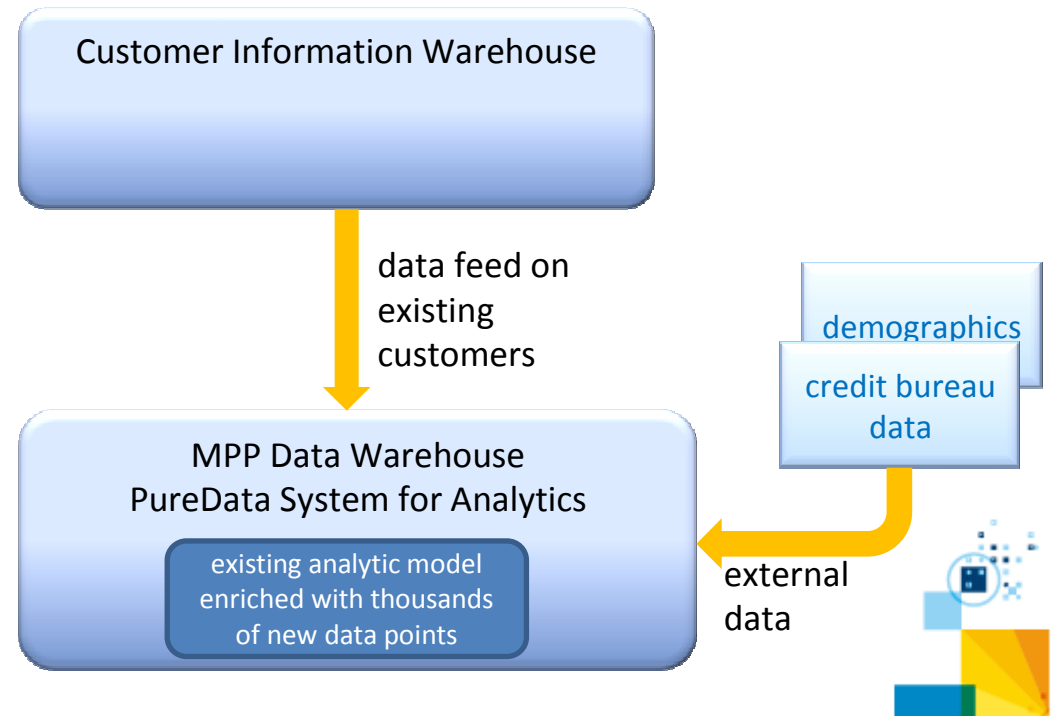 Customer Information Warehouse
data feed on
existing
customers
demographics
credit bureau
data
MPP Data Warehouse
PureData System for Analytics
existing analytic model
enriched with thousands
of new data points
external
data